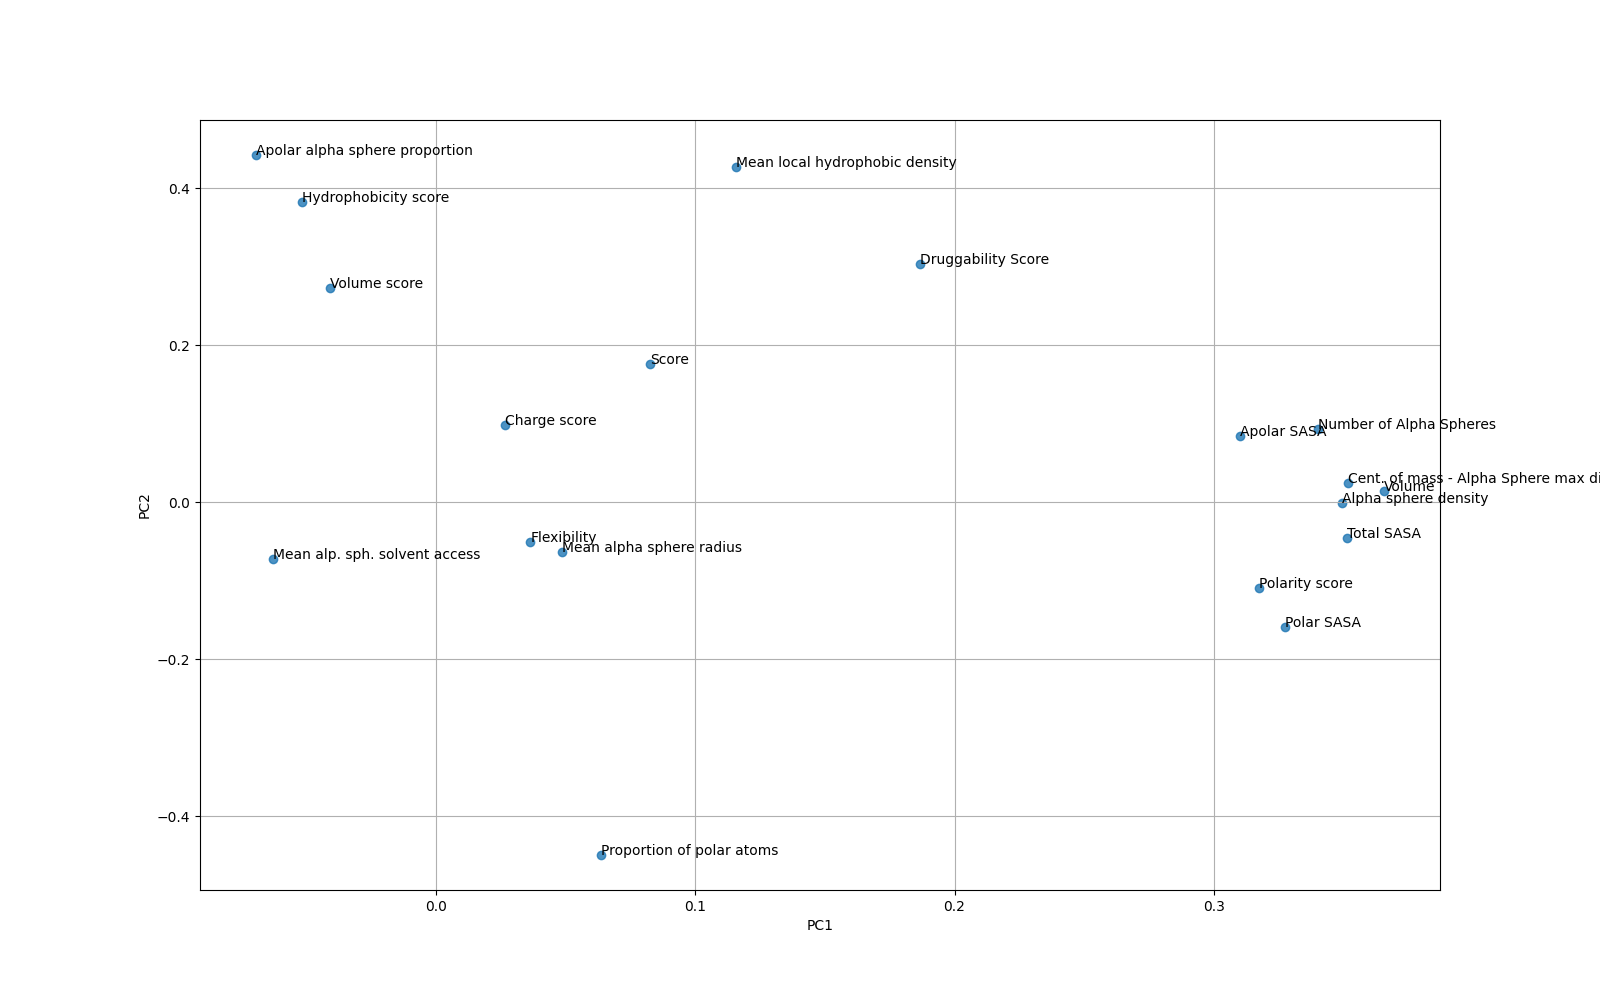 Apolar alpha sphere proportion
Mean local hydrophobic density
Hydrophobicity score
Druggability Score
Volume score
Score
Charge score
Number of Alpha Spheres
Apolar SASA
Cent. of mass - Alpha Sphere max di
Volume
Alpha sphere density
Total SASA
Flexibility
Mean alpha sphere radius
Mean alp. sph. solvent access
Polarity score
Polar SASA
Proportion of polar atoms
0.4
0.2
0.0
−0.2
−0.4
PC2
0.0 0.1 0.2 0.3
PC1